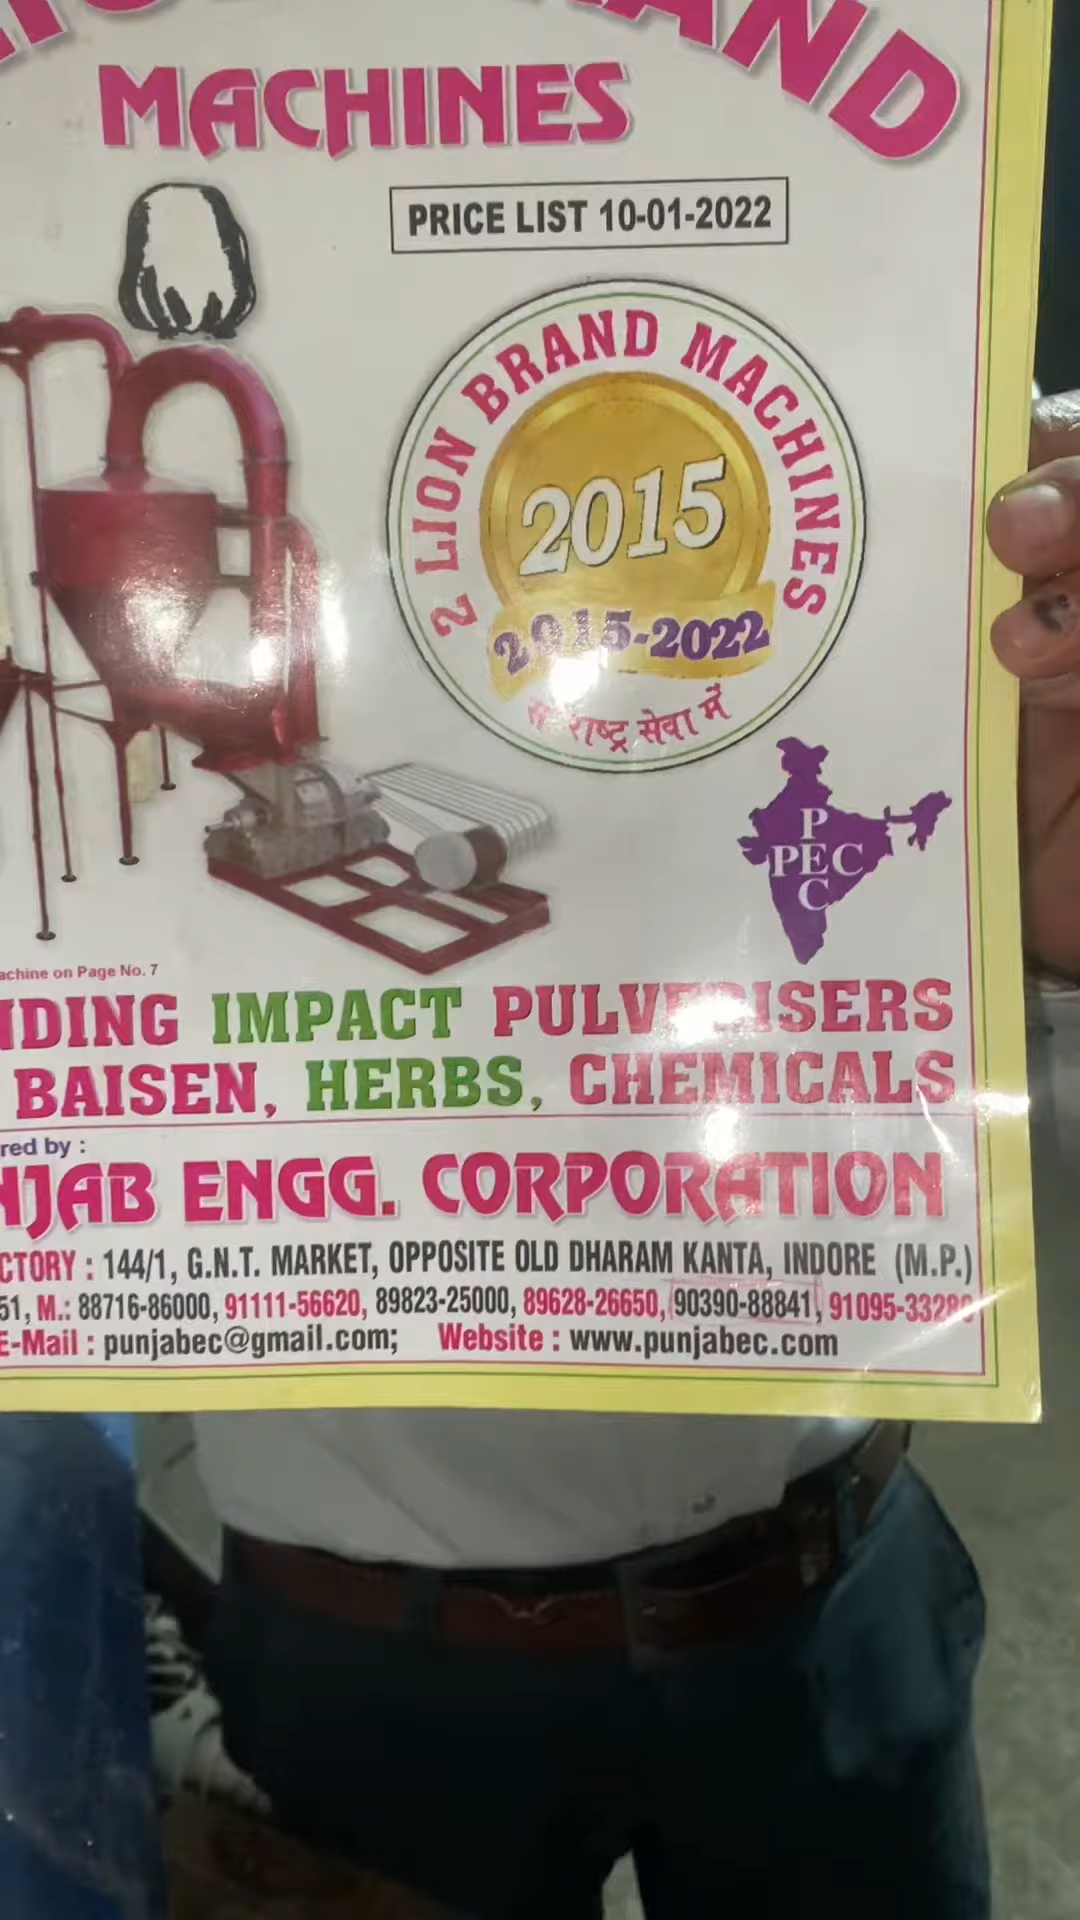 AND
MACHINES
PRICE LIST 10-01-2022
2 LION BRAND MACHINES
2015
2015-2022
राष्ट्र सेवा में
P
PEC
C
achine on Page No. 7
NDING IMPACT PULVERISERS
BAISEN, HERBS, CHEMICALS
red by :
NJAB ENGG. CORPORATION
CTORY : 144/1, G.N.T. MARKET, OPPOSITE OLD DHARAM KANTA, INDORE (M.P.)
51, M.: 88716-86000, 91111-56620, 89823-25000, 89628-26650, 90390-88841,
E-Mail : punjabec@gmail.com; Website : www.punjabec.com